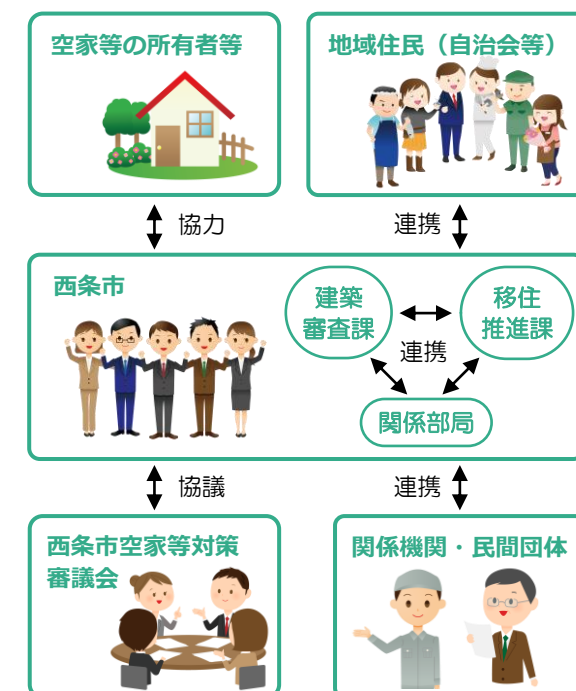 空家等の所有者等
地域住民（自治会等）
協力
連携
西条市
建築
審査課
移住
推進課
連携
関係部局
協議
連携
西条市空家等対策
審議会
関係機関・民間団体